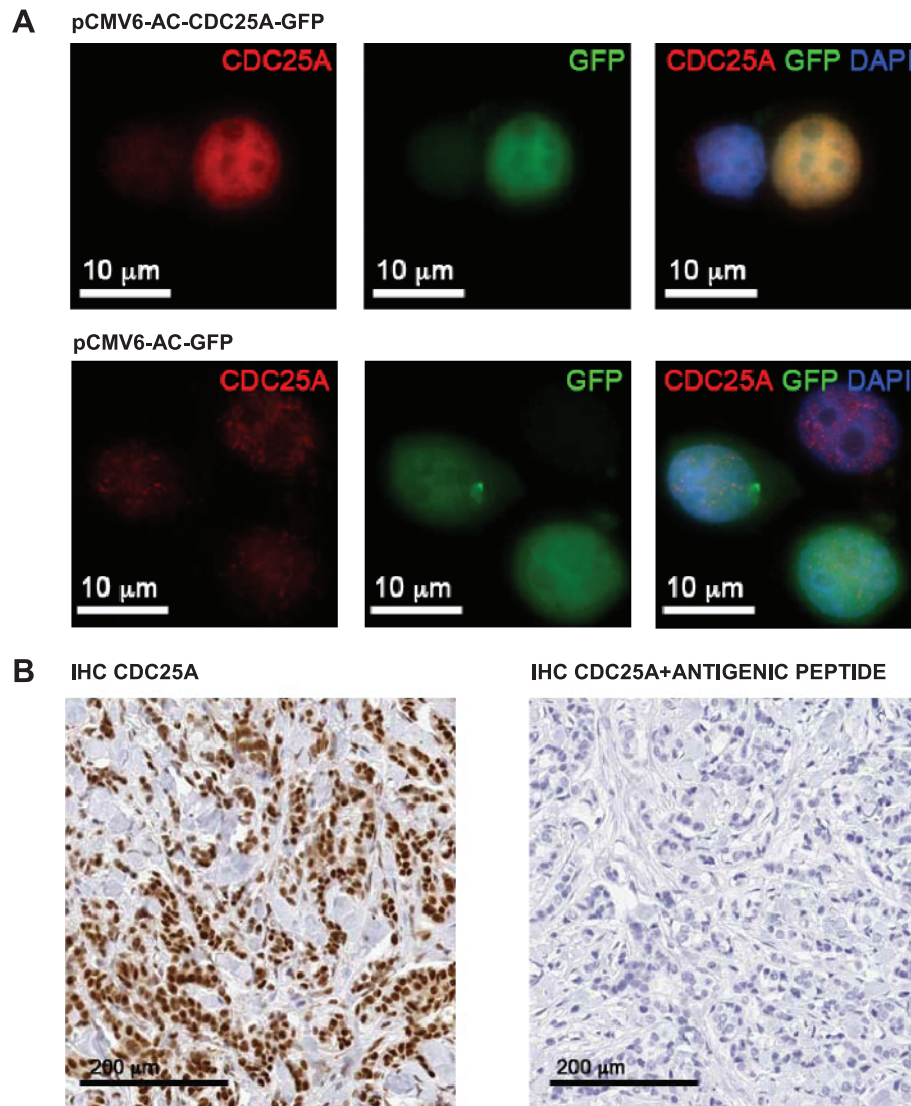 A
pCMV6-AC-CDC25A-GFP
CDC25A
GFP
CDC25A GFP DAPI
10 μm
10 μm
10 μm
pCMV6-AC-GFP
CDC25A
GFP
CDC25A GFP DAPI
10 μm
10 μm
10 μm
B
IHC CDC25A
IHC CDC25A+ANTIGENIC PEPTIDE
200 μm
200 μm